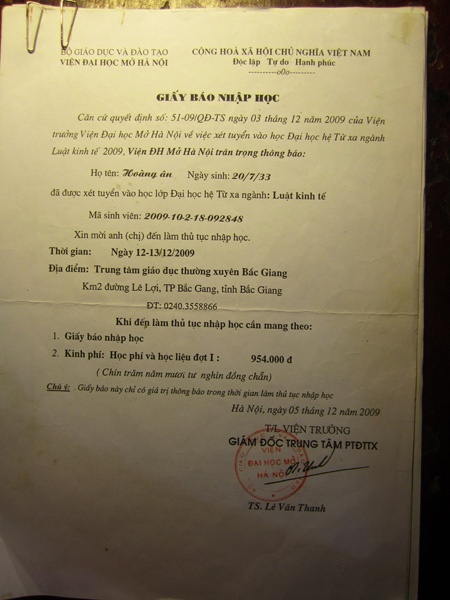 BỘ GIÁO DỤC VÀ ĐÀO TẠO
VIỆN ĐẠI HỌC MỞ HÀ NỘI
CỘNG HOÀ XÃ HỘI CHỦ NGHĨA VIỆT NAM
Độc lập Tự do Hạnh phúc
----------o0o----------
GIẤY BÁO NHẬP HỌC
Căn cứ quyết định số: 51-09/QĐ-TS ngày 03 tháng 12 năm 2009 của Viện
trưởng Viện Đại học Mở Hà Nội về việc xét tuyển vào học Đại học hệ Từ xa ngành
Luật kinh tế 2009, Viện ĐH Mở Hà Nội trân trọng thông báo:
Họ tên: Hoàng ân Ngày sinh: 20/7/33
đã được xét tuyển vào học lớp Đại học hệ Từ xa ngành: Luật kinh tế
Mã sinh viên: 2009-10-2-18-092848
Xin mời anh (chị) đến làm thủ tục nhập học.
Thời gian: Ngày 12-13/12/2009
Địa điểm: Trung tâm giáo dục thường xuyên Bắc Giang
Km2 đường Lê Lợi, TP Bắc Gang, tỉnh Bắc Giang
ĐT: 0240.3558866
Khi đến làm thủ tục nhập học cần mang theo:
1. Giấy báo nhập học
2. Kinh phí: Học phí và học liệu đợt I : 954.000 đ
( Chín trăm năm mươi tư nghìn đồng chẵn)
Chú ý: Giấy báo này chỉ có giá trị thông báo trong thời gian làm thủ tục nhập học
Hà Nội, ngày 05 tháng 12 năm 2009
T/L VIỆN TRƯỞNG
GIÁM ĐỐC TRUNG TÂM PTĐTTX
VIỆN
ĐẠI HỌC MỞ
HÀ NỘI
TS. Lê Văn Thanh